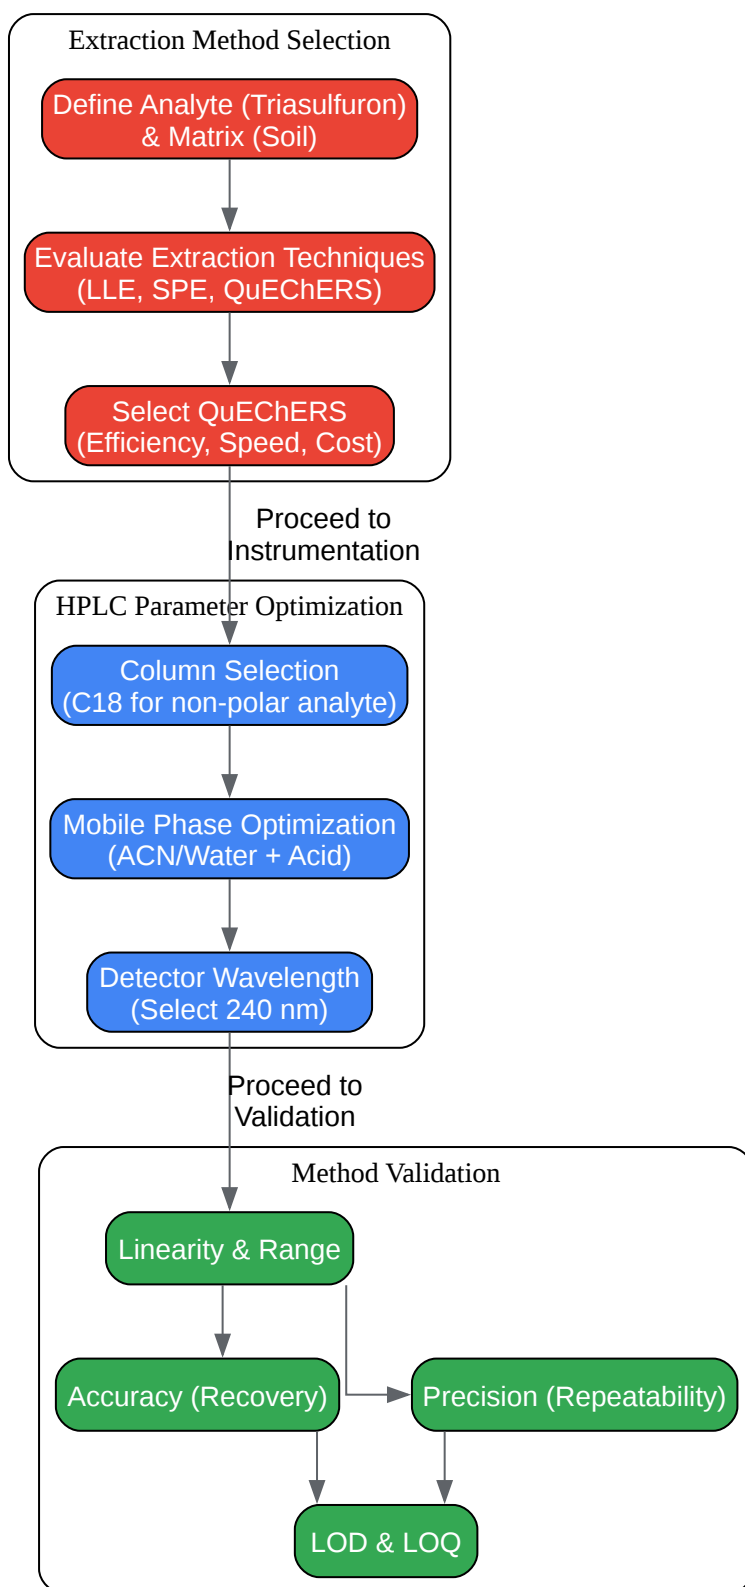 Extraction Method Selection
Define Analyte (Triasulfuron)
& Matrix (Soil)
Evaluate Extraction Techniques
(LLE, SPE, QuEChERS)
Select QuEChERS
(Efficiency, Speed, Cost)
Proceed to
Instrumentation
HPLC Parameter Optimization
Column Selection
(C18 for non-polar analyte)
Mobile Phase Optimization
(ACN/Water + Acid)
Detector Wavelength
(Select 240 nm)
Proceed to
Validation
Method Validation
Linearity & Range
Accuracy (Recovery)
Precision (Repeatability)
LOD & LOQ